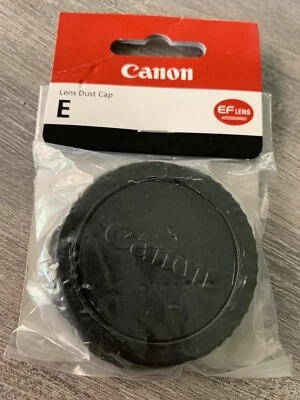 Canon
Lens Dust Cap
E
EF LENS
ACCESSORIES
Canon